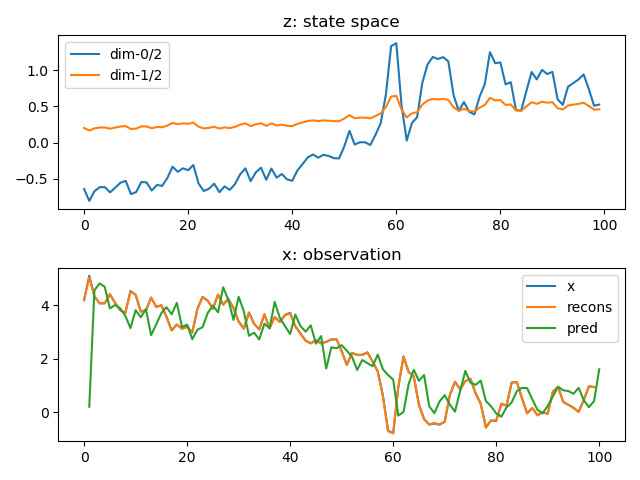 z: state space
dim-0/2
dim-1/2
1.0
0.5
0.0
−0.5
0 20 40 60 80 100
x: observation
x
recons
pred
4
2
0
0 20 40 60 80 100